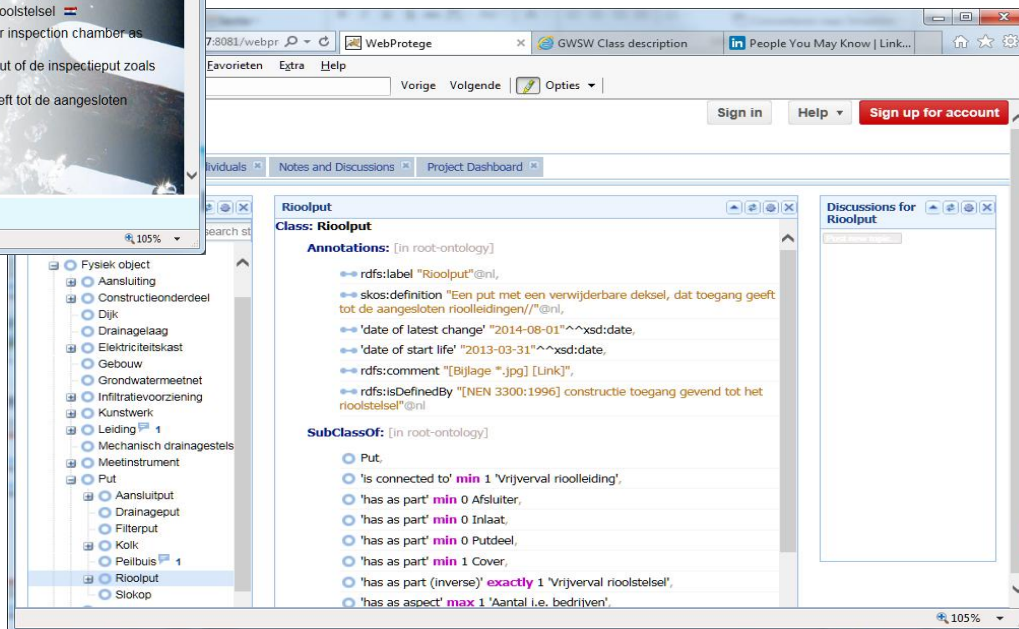 oolstelsel
r inspection chamber as
ut of de inspectieput zoals
eft tot de aangesloten
105%
7:8081/webpr
WebProtege
GWSW Class description
People You May Know | Link...
Favorieten Extra Help
Vorige Volgende Opties
Sign in Help Sign up for account
ividuals Notes and Discussions Project Dashboard
search st
Fysiek object
Aansluiting
Constructieonderdeel
Dijk
Drainagelaag
Elektriciteitskast
Gebouw
Grondwatermeetnet
Infiltratievoorziening
Kunstwerk
Leiding 1
Mechanisch drainagestels
Meetinstrument
Put
Aansluitput
Drainageput
Filterput
Kolk
Peilbuis 1
Rioolput
Slokop
Rioolput
Class: Rioolput
Annotations: [in root-ontology]
rdfs:label "Rioolput"@nl,
skos:definition "Een put met een verwijderbare deksel, dat toegang geeft
tot de aangesloten rioolleidingen//"@nl,
'date of latest change' "2014-08-01"^^xsd:date,
'date of start life' "2013-03-31"^^xsd:date,
rdfs:comment "[Bijlage *.jpg] [Link]",
rdfs:isDefinedBy "[NEN 3300:1996] constructie toegang gevend tot het
rioolstelsel"@nl
SubClassOf: [in root-ontology]
Put,
'is connected to' min 1 'Vrijverval rioolleiding',
'has as part' min 0 Afsluiter,
'has as part' min 0 Inlaat,
'has as part' min 0 Putdeel,
'has as part' min 1 Cover,
'has as part (inverse)' exactly 1 'Vrijverval rioolstelsel',
'has as aspect' max 1 'Aantal i.e. bedrijven',
Discussions for
Rioolput
105%